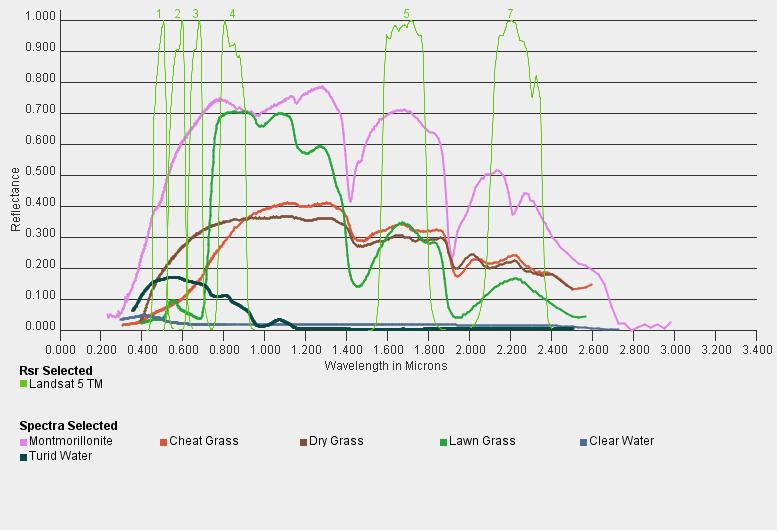 1 2 3 4 5 7
1.000
0.900
0.800
0.700
0.600
0.500
0.400
0.300
0.200
0.100
0.000
Reflectance
0.000 0.200 0.400 0.600 0.800 1.000 1.200 1.400 1.600 1.800 2.000 2.200 2.400 2.600 2.800 3.000 3.200 3.400
Wavelength in Microns
Rsr Selected
Landsat 5 TM
Spectra Selected
Montmorillonite Cheat Grass Dry Grass Lawn Grass Clear Water
Turid Water